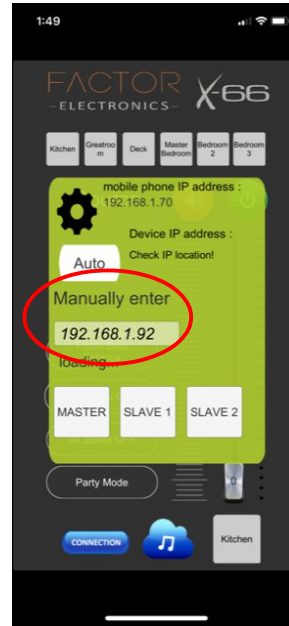 1:49
FACTOR X-66
-ELECTRONICS-
Kitchen
Greatroo
m
Deck
Master
Bedroom
Bedroom
2
Bedroom
3
mobile phone IP address :
192.168.1.70
Device IP address :
Auto
Check IP location!
Manually enter
192.168.1.92
loading...
MASTER SLAVE 1 SLAVE 2
Party Mode
CONNECTION
Kitchen